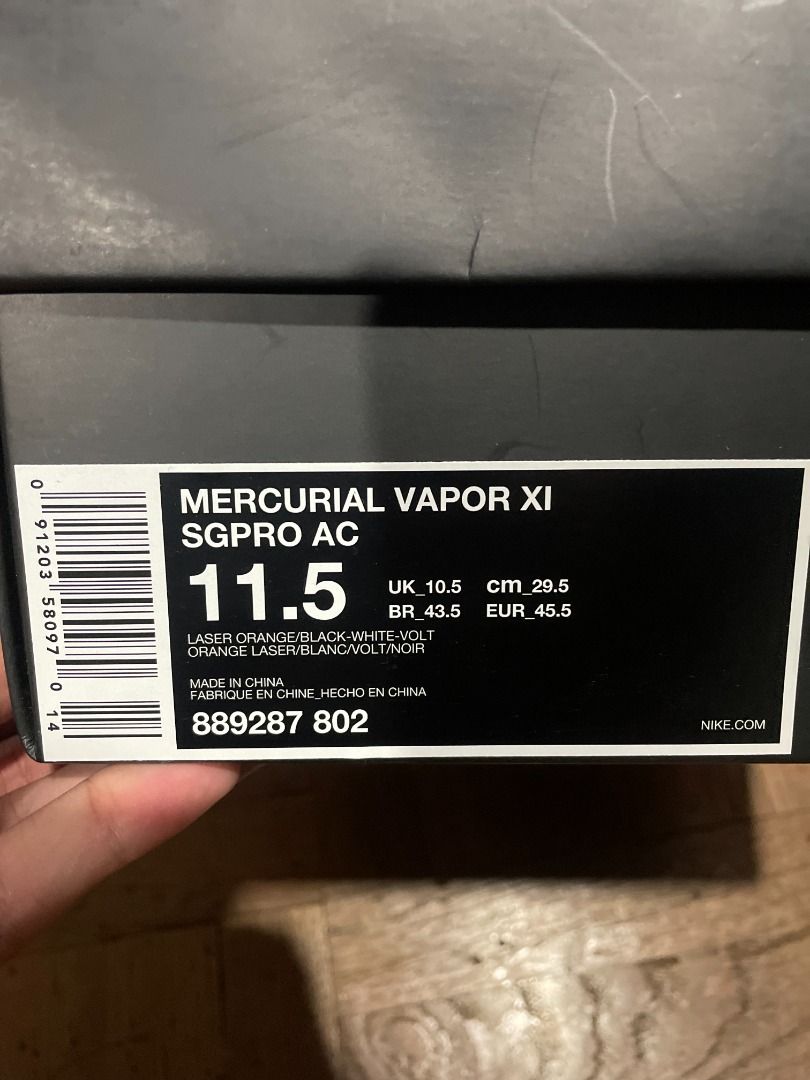 0 91203 58097 0 14
MERCURIAL VAPOR XI
SGPRO AC
11.5
UK_10.5 cm_29.5
BR_43.5 EUR_45.5
LASER ORANGE/BLACK-WHITE-VOLT
ORANGE LASER/BLANC/VOLT/NOIR
MADE IN CHINA
FABRIQUE EN CHINE_HECHO EN CHINA
889287 802
NIKE.COM